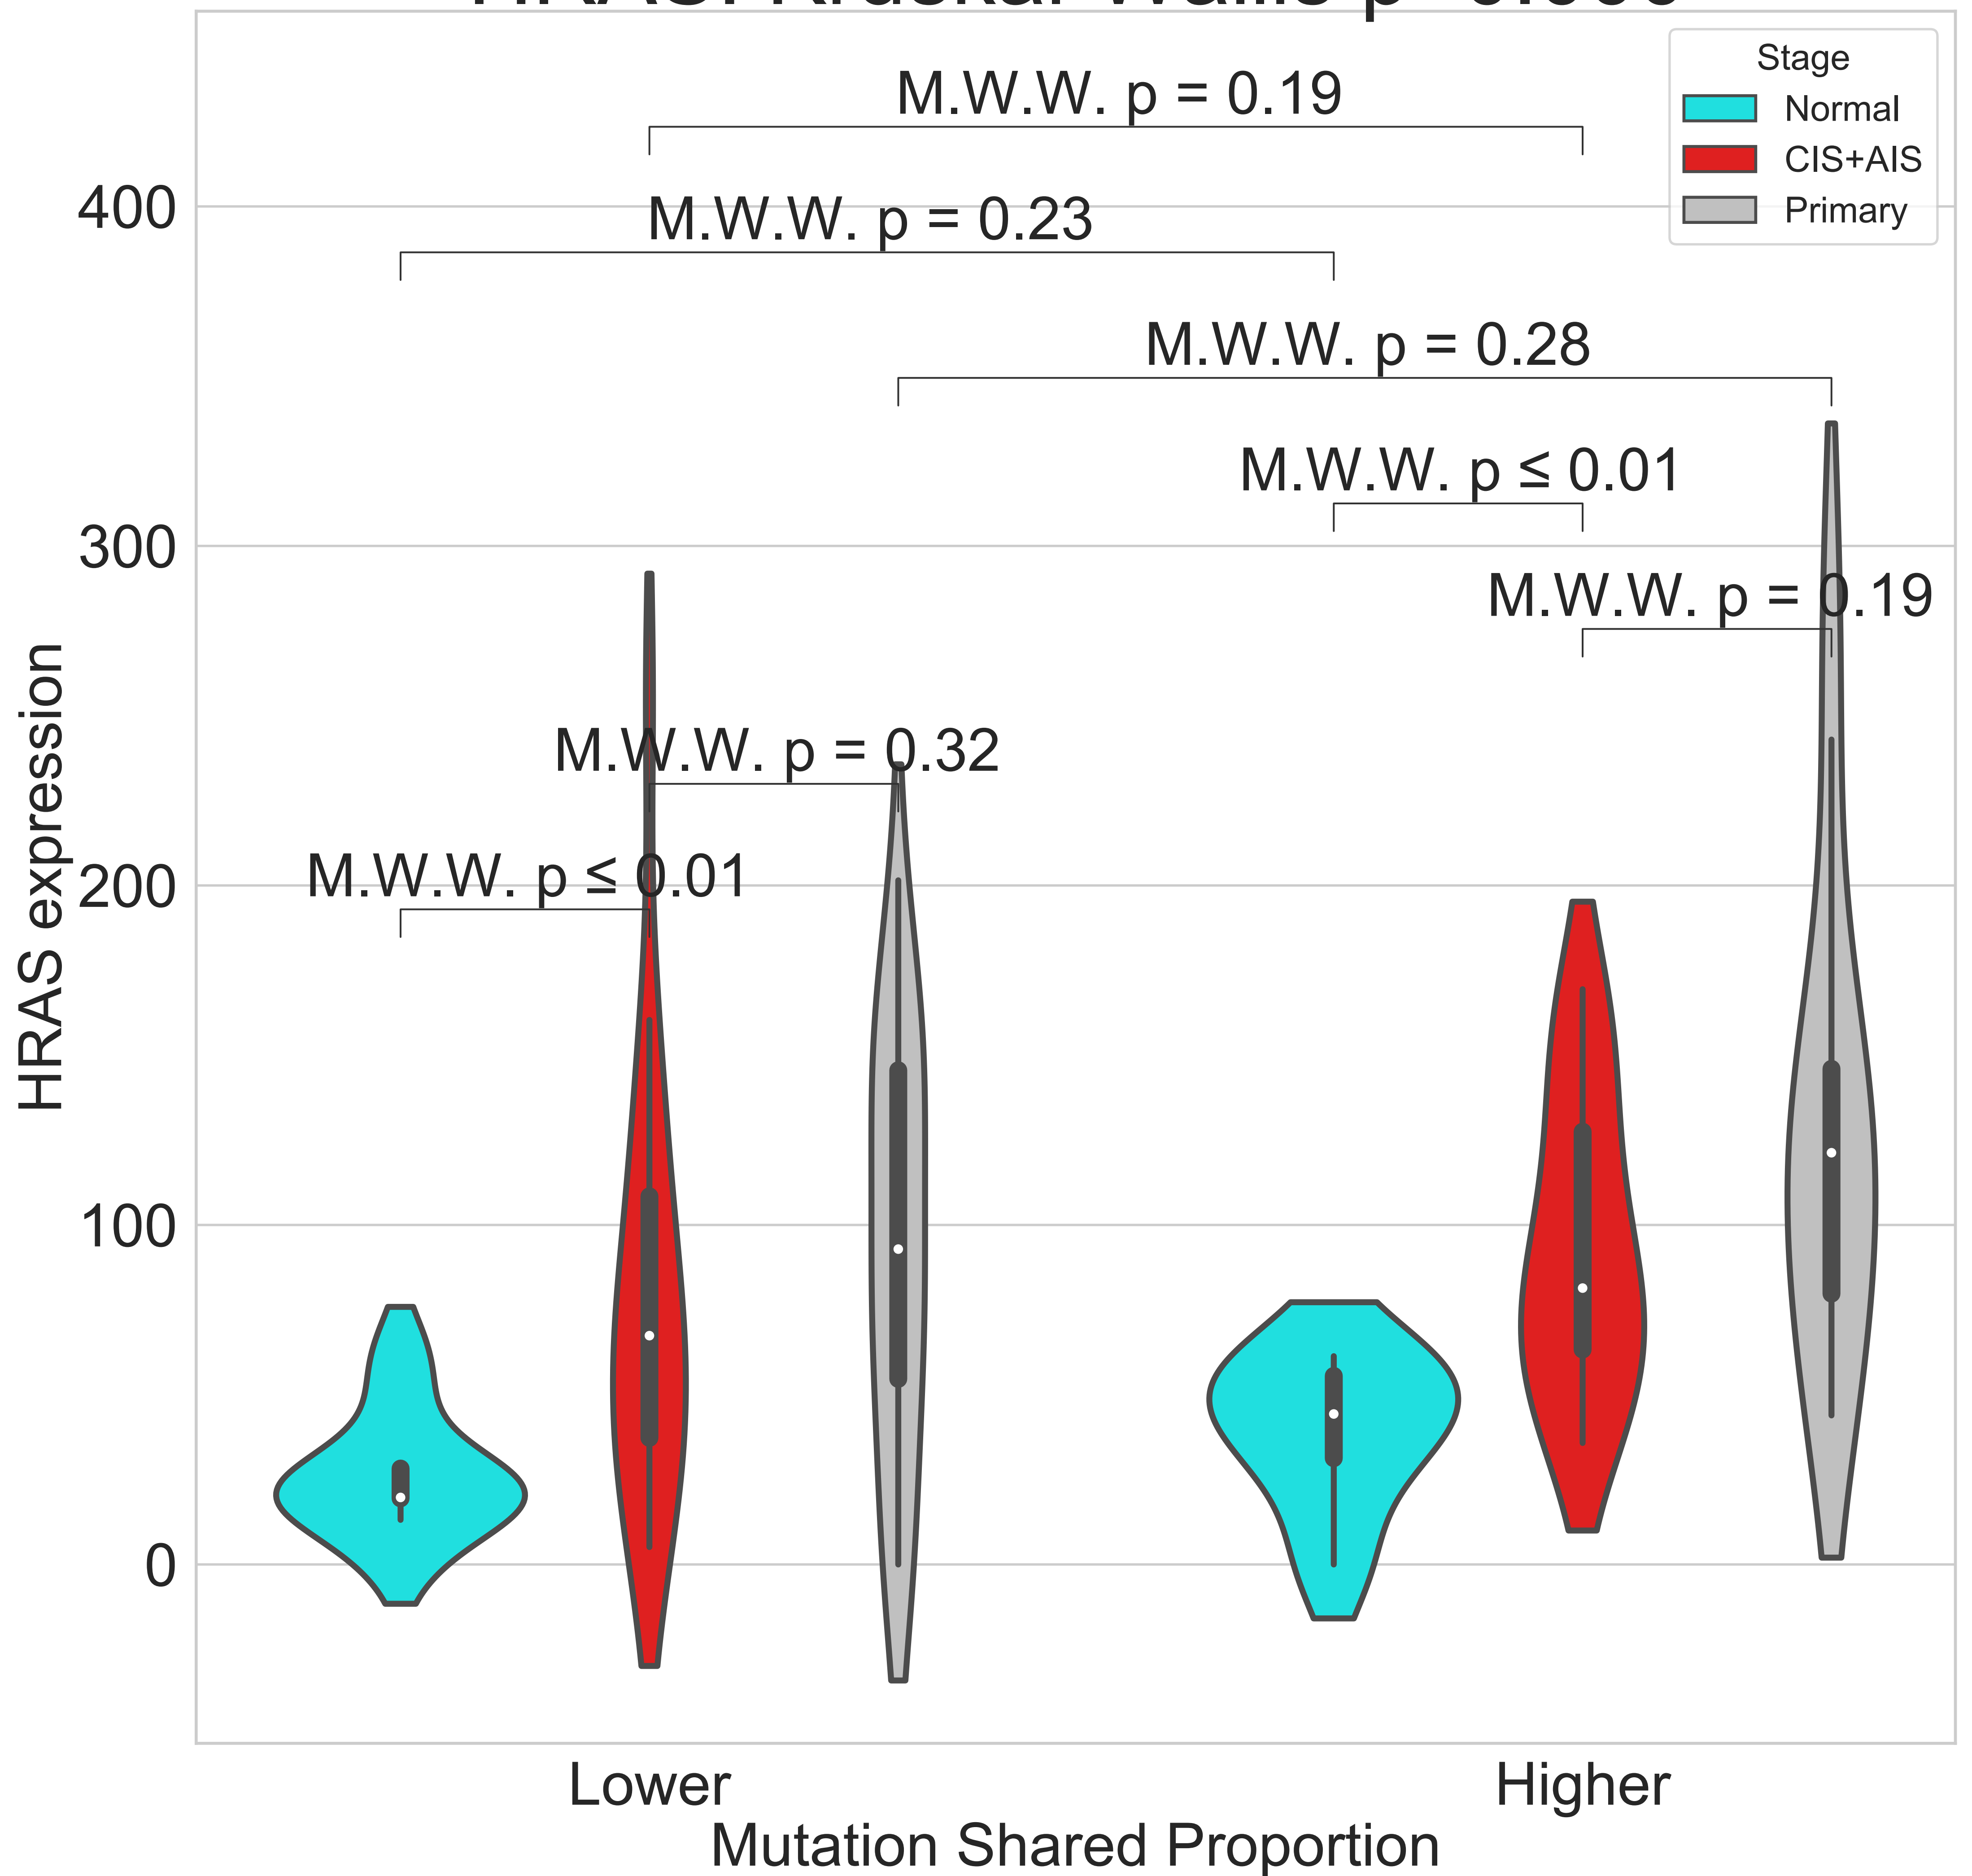 Stage
Normal
CIS+AIS
Primary
M.W.W. p = 0.19
400
M.W.W. p = 0.23
M.W.W. p = 0.28
M.W.W. p ≤ 0.01
300
M.W.W. p = 0.19
M.W.W. p = 0.32
M.W.W. p ≤ 0.01
200
HRAS expression
100
0
Lower
Higher
Mutation Shared Proportion